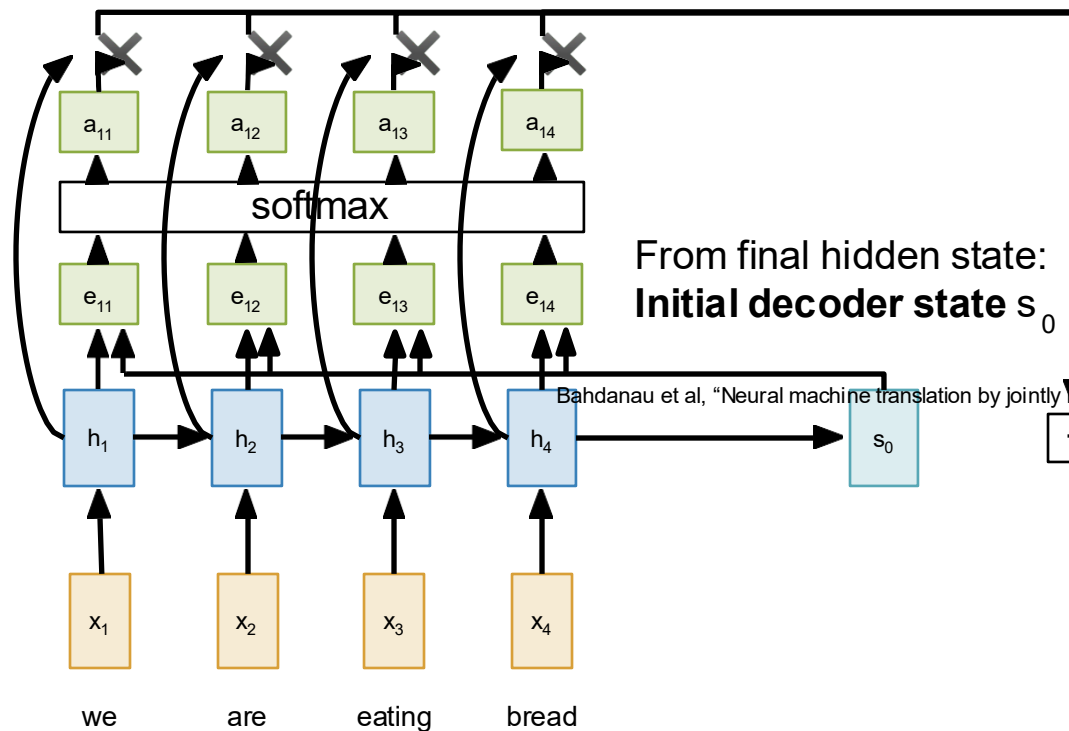 a11 a12 a13 a14
softmax
e11 e12 e13 e14
From final hidden state:
Initial decoder state s0
Bahdanau et al, “Neural machine translation by jointly
h1 h2 h3 h4 s0
x1 x2 x3 x4
we are eating bread